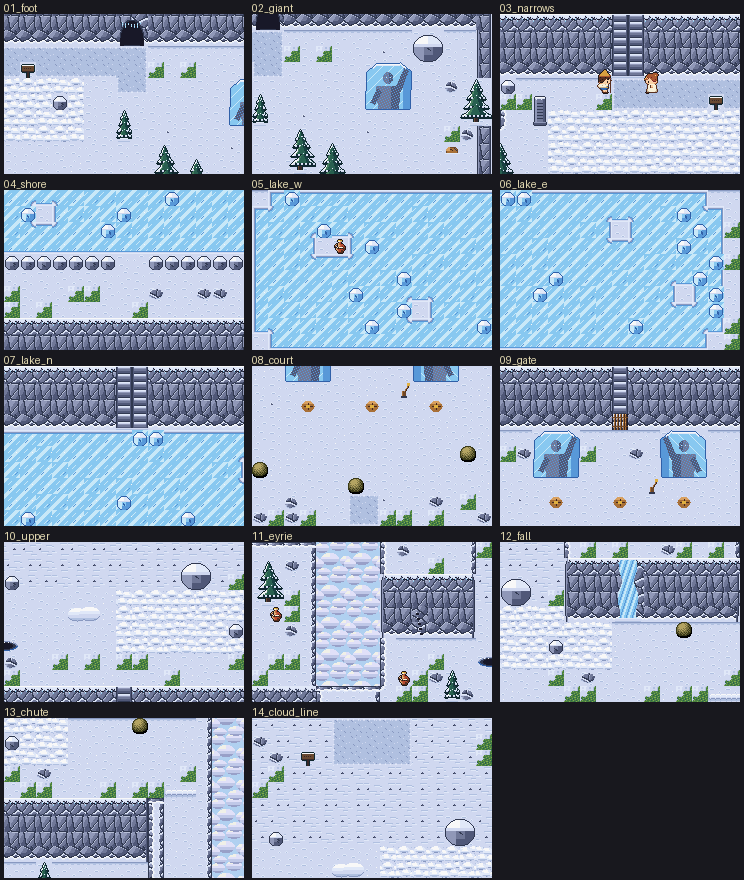 01_foot
02_giant
03_narrows
04_shore
05_lake_w
06_lake_e
07_lake_n
08_court
09_gate
10_upper
11_eyrie
12_fall
13_chute
14_cloud_line